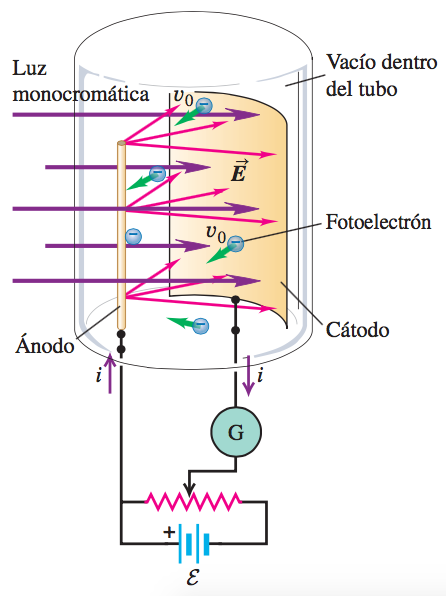 Luz
monocromática
v₀
Vacío dentro
del tubo
E⃗
v₀
Fotoelectrón
Cátodo
Ánodo
i
i
G
+
ℰ